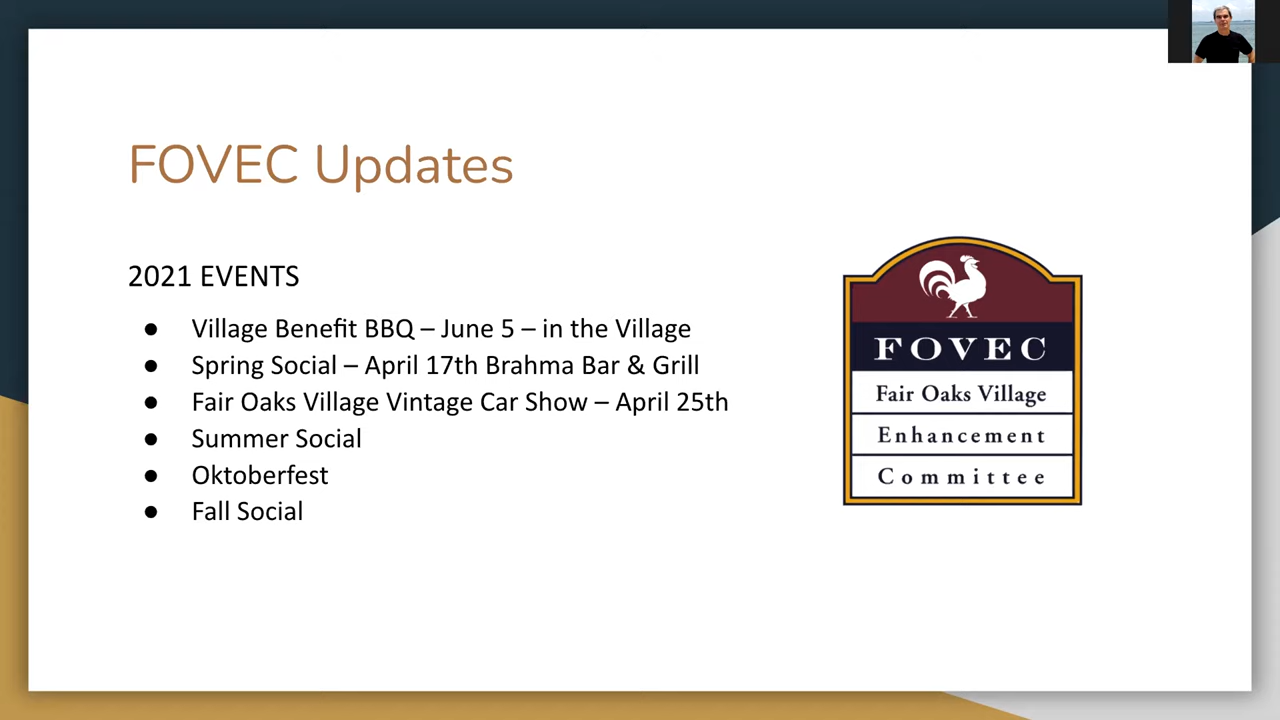 FOVEC Updates
2021 EVENTS
● Village Benefit BBQ – June 5 – in the Village
● Spring Social – April 17th Brahma Bar & Grill
● Fair Oaks Village Vintage Car Show – April 25th
● Summer Social
● Oktoberfest
● Fall Social
FOVEC
Fair Oaks Village
Enhancement
Committee